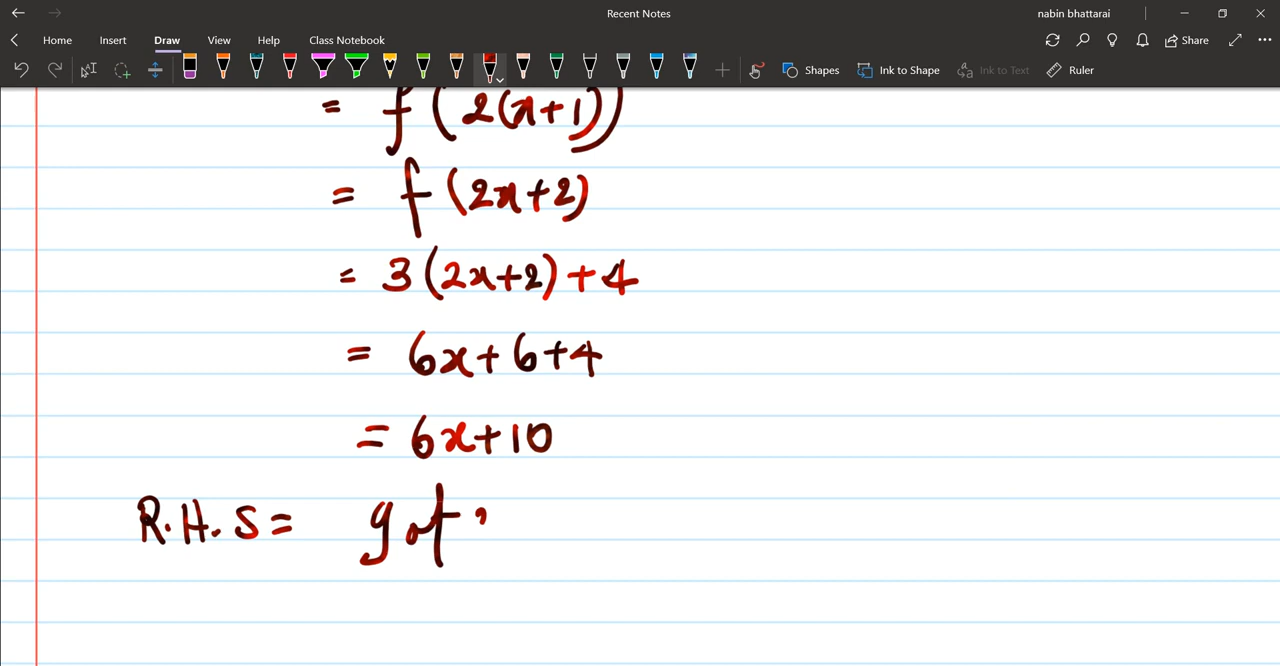 Recent Notes
nabin bhattarai
Home Insert Draw View Help Class Notebook
Share
Shapes Ink to Shape Ink to Text Ruler
= f(2(x+1))
= f(2x+2)
= 3(2x+2)+4
= 6x+6+4
= 6x+10
R.H.S = gof